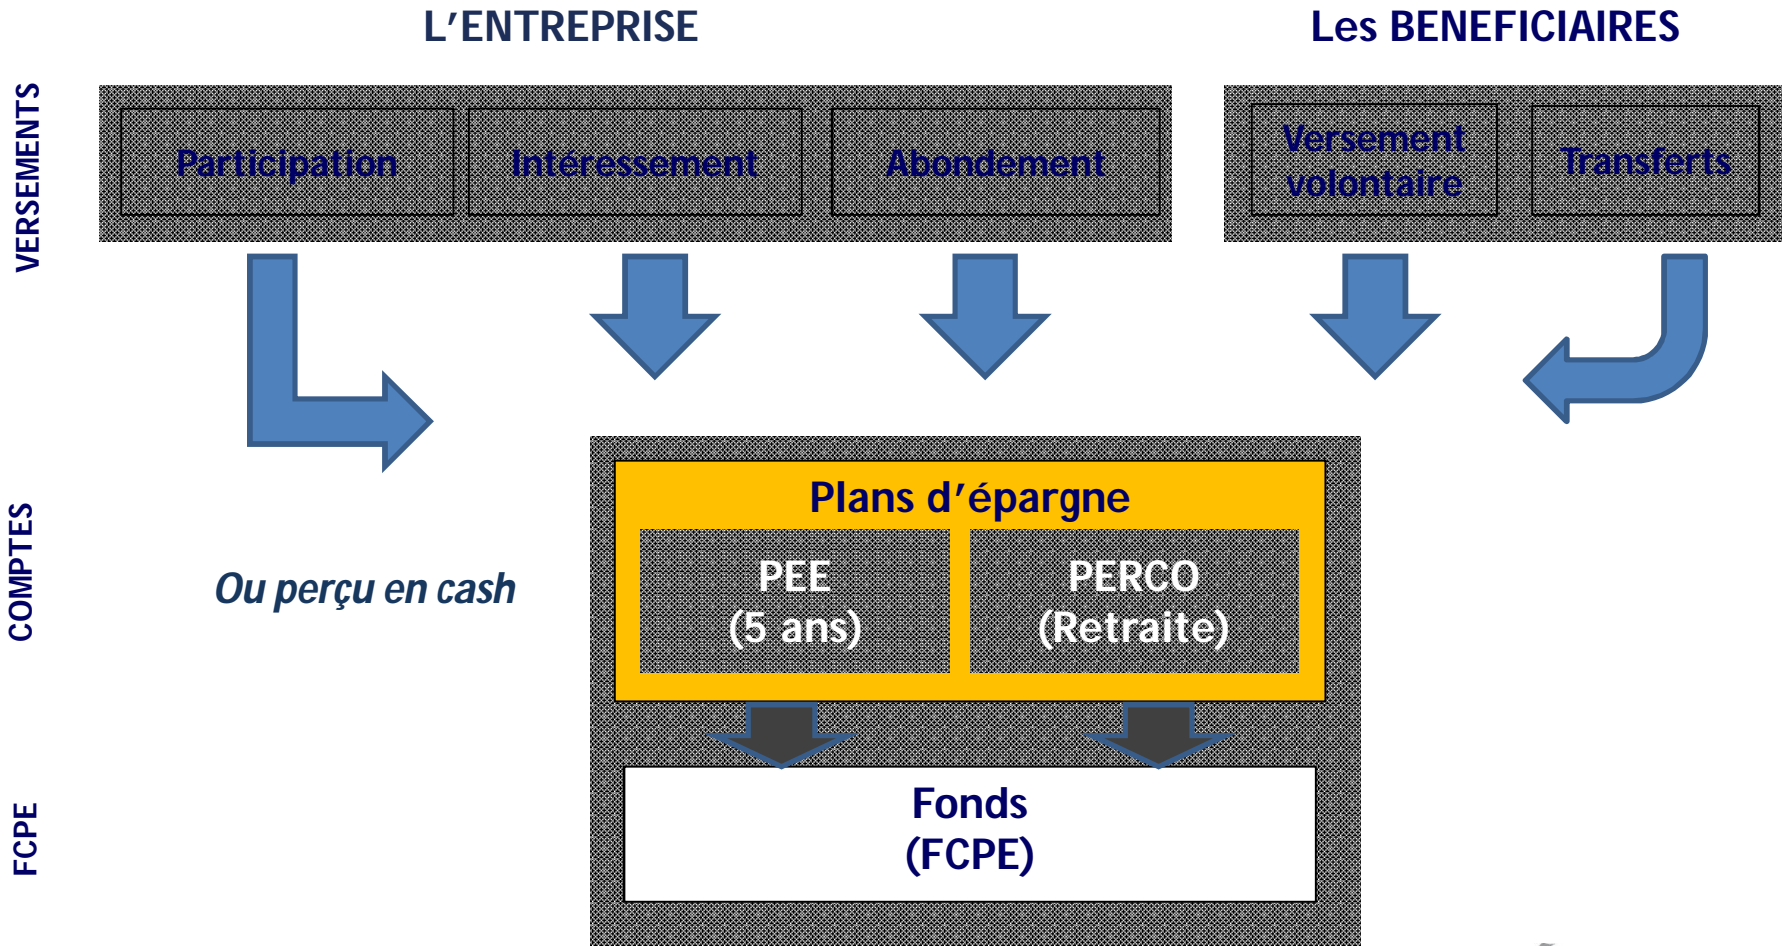 L'ENTREPRISE
Les BENEFICIAIRES
VERSEMENTS
Participation
Intéressement
Abondement
Versement
volontaire
Transferts
COMPTES
Plans d'épargne
Ou perçu en cash
PEE
(5 ans)
PERCO
(Retraite)
FCPE
Fonds
(FCPE)